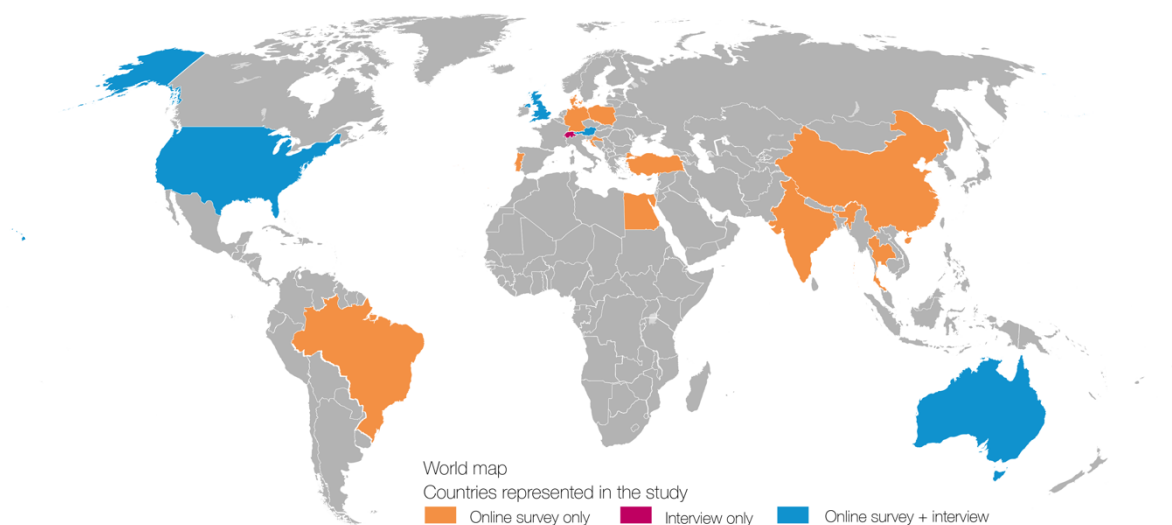 World map
Countries represented in the study
Online survey only Interview only Online survey + interview